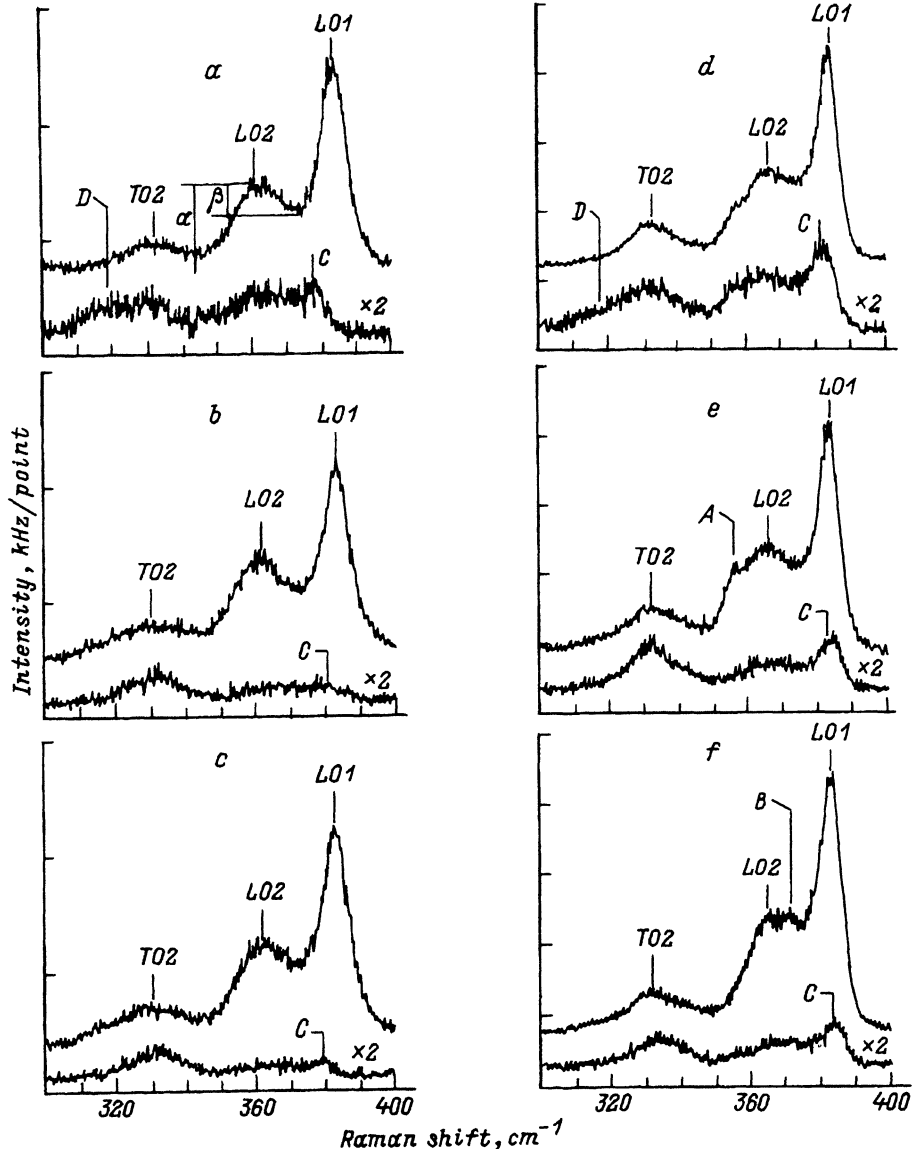 LO1
a
LO2
D
TO2
α
β
C
×2
LO1
d
LO2
TO2
D
C
×2
b
LO1
LO2
TO2
C
×2
LO1
e
A
LO2
TO2
C
×2
c
LO1
LO2
TO2
C
×2
320
360
400
LO1
f
B
LO2
TO2
C
×2
320
360
400
Intensity, kHz/point
Raman shift, cm⁻¹